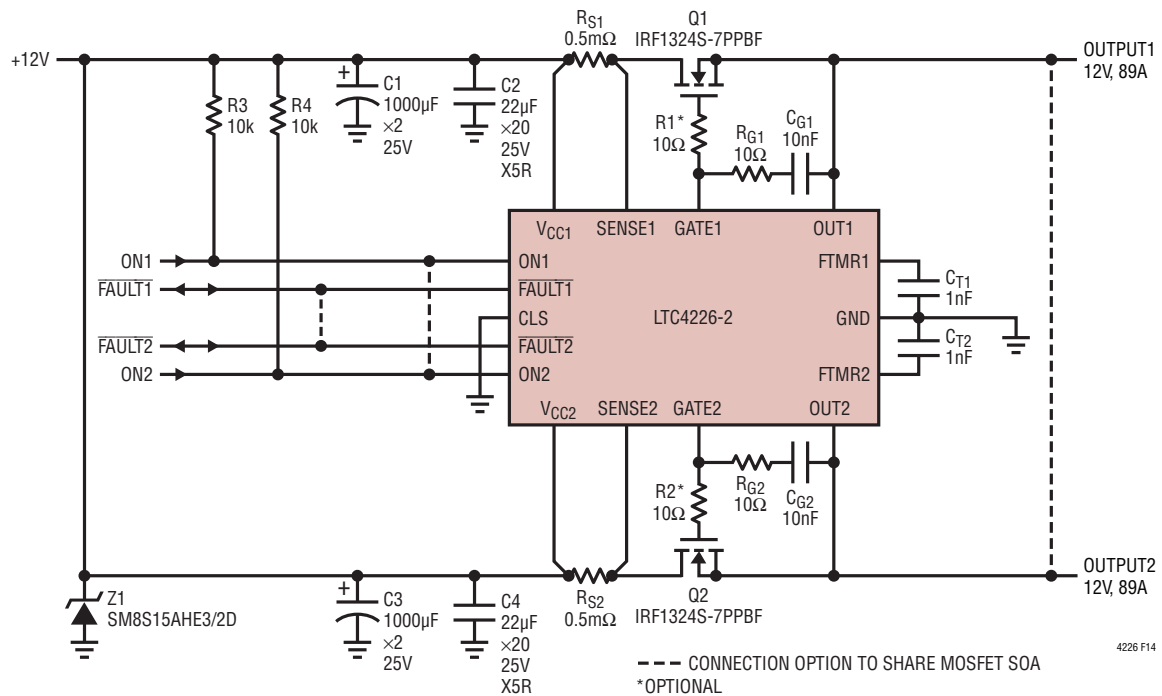 +12V
R3
10k
R4
10k
+
C1
1000µF
×2
25V
C2
22µF
×20
25V
X5R
RS1
0.5mΩ
Q1
IRF1324S-7PPBF
R1*
10Ω
RG1
10Ω
CG1
10nF
OUTPUT1
12V, 89A
VCC1
SENSE1
GATE1
OUT1
ON1
FAULT1
FAULT2
ON2
ON1
FAULT1
CLS
FAULT2
ON2
LTC4226-2
FTMR1
GND
FTMR2
CT1
1nF
CT2
1nF
VCC2
SENSE2
GATE2
OUT2
R2*
10Ω
RG2
10Ω
CG2
10nF
Z1
SM8S15AHE3/2D
+
C3
1000µF
×2
25V
C4
22µF
×20
25V
X5R
RS2
0.5mΩ
Q2
IRF1324S-7PPBF
OUTPUT2
12V, 89A
4226 F14
CONNECTION OPTION TO SHARE MOSFET SOA
*OPTIONAL